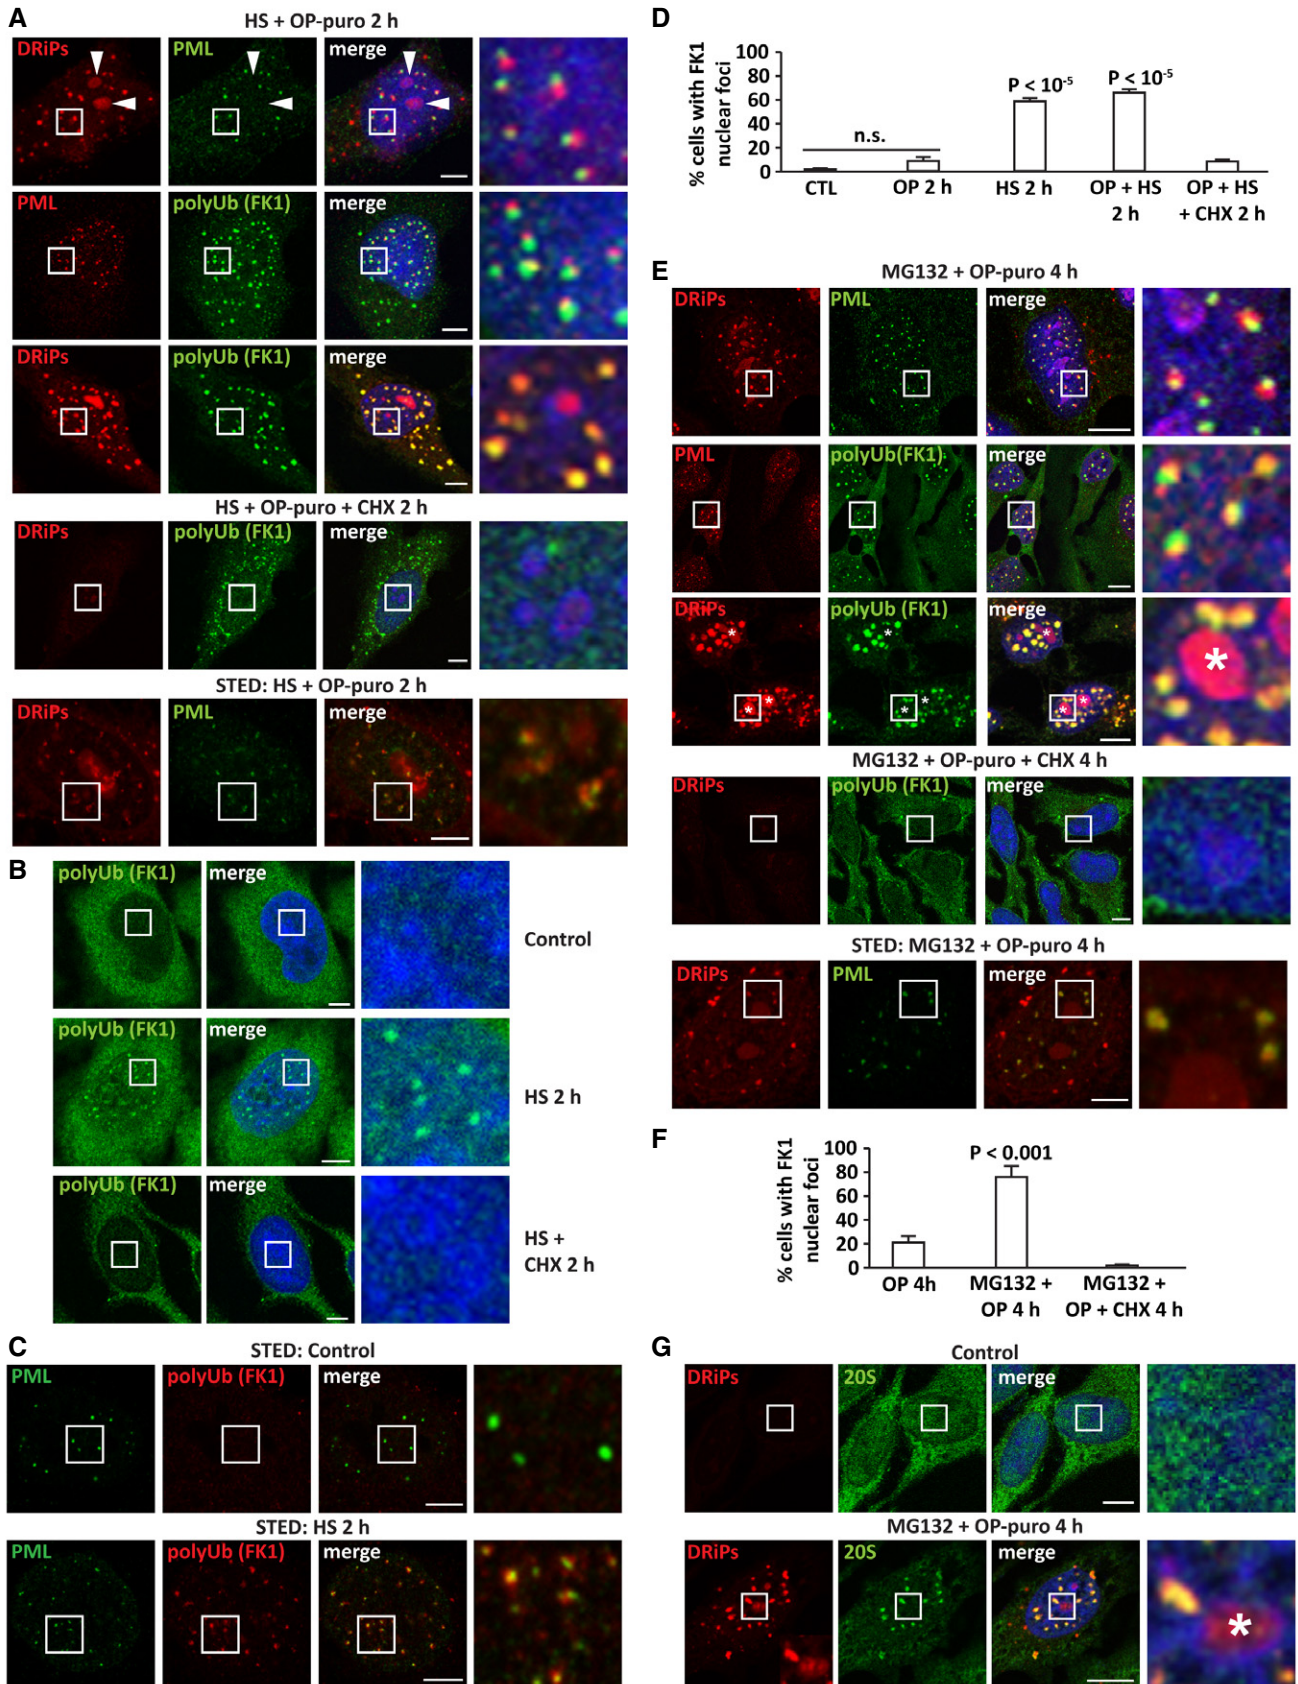 A
HS + OP-puro 2 h
DRiPs PML merge
PML polyUb (FK1) merge
DRiPs polyUb (FK1) merge
HS + OP-puro + CHX 2 h
DRiPs polyUb (FK1) merge
STED: HS + OP-puro 2 h
DRiPs PML merge
B
polyUb (FK1) merge
Control
polyUb (FK1) merge
HS 2 h
polyUb (FK1) merge
HS +
CHX 2 h
C
STED: Control
PML polyUb (FK1) merge
STED: HS 2 h
PML polyUb (FK1) merge
D
% cells with FK1
nuclear foci
100
80
60
40
20
0
n.s.
P < 10-5
P < 10-5
CTL
OP 2 h
HS 2 h
OP + HS
2 h
OP + HS
+ CHX 2 h
E
MG132 + OP-puro 4 h
DRiPs PML merge
PML polyUb(FK1) merge
DRiPs polyUb (FK1) merge
* * * * * * * * * *
MG132 + OP-puro + CHX 4 h
DRiPs polyUb (FK1) merge
STED: MG132 + OP-puro 4 h
DRiPs PML merge
F
% cells with FK1
nuclear foci
100
80
60
40
20
0
P < 0.001
OP 4h
MG132 +
OP 4 h
MG132 +
OP + CHX 4 h
G
Control
DRiPs 20S merge
MG132 + OP-puro 4 h
DRiPs 20S merge
*